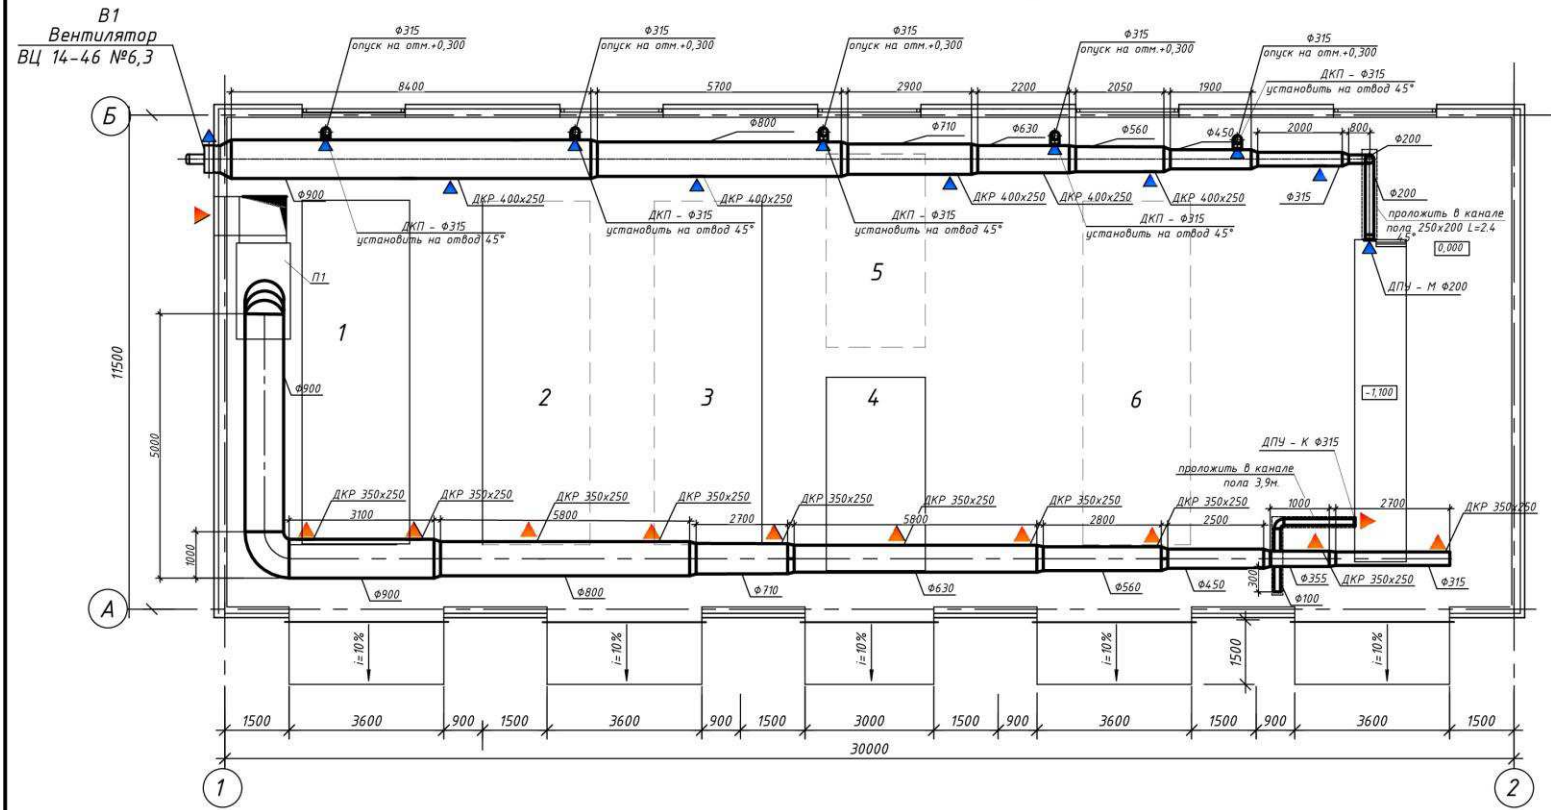 В1
Вентилятор
ВЦ 14-46 №6,3
Ф315
опуск на отм.+0,300
Ф315
опуск на отм.+0,300
Ф315
опуск на отм.+0,300
Ф315
опуск на отм.+0,300
Ф315
опуск на отм.+0,300
ДКП - Ф315
установить на отвод 45°
8400
5700
2900
2200
2050
1900
2000
800
Б
Ф800
Ф710
Ф630
Ф560
Ф450
Ф200
Ф900
ДКР 400х250
ДКР 400х250
ДКР 400х250
ДКР 400х250
ДКР 400х250
Ф315
Ф200
ДКП - Ф315
установить на отвод 45°
ДКП - Ф315
установить на отвод 45°
ДКП - Ф315
установить на отвод 45°
ДКП - Ф315
установить на отвод 45°
проложить в канале
пола 250х200 L=2.4
45°
0,000
П1
5
ДПУ - М Ф200
1
11500
5000
Ф900
2
3
4
6
-1,100
ДПУ - К Ф315
проложить в канале
пола 3,9м.
ДКР 350х250
ДКР 350х250
ДКР 350х250
ДКР 350х250
ДКР 350х250
ДКР 350х250
ДКР 350х250
ДКР 350х250
ДКР 350х250
3100
5800
2700
5800
2800
2500
1000
2700
1000
300
Ф900
Ф800
Ф710
Ф630
Ф560
Ф450
Ф355
ДКР 350х250
Ф315
Ф100
А
i=10%
i=10%
i=10%
i=10%
i=10%
1500
1500
3600
900
1500
3600
900
1500
3000
1500
900
3600
1500
900
3600
1500
30000
1
2